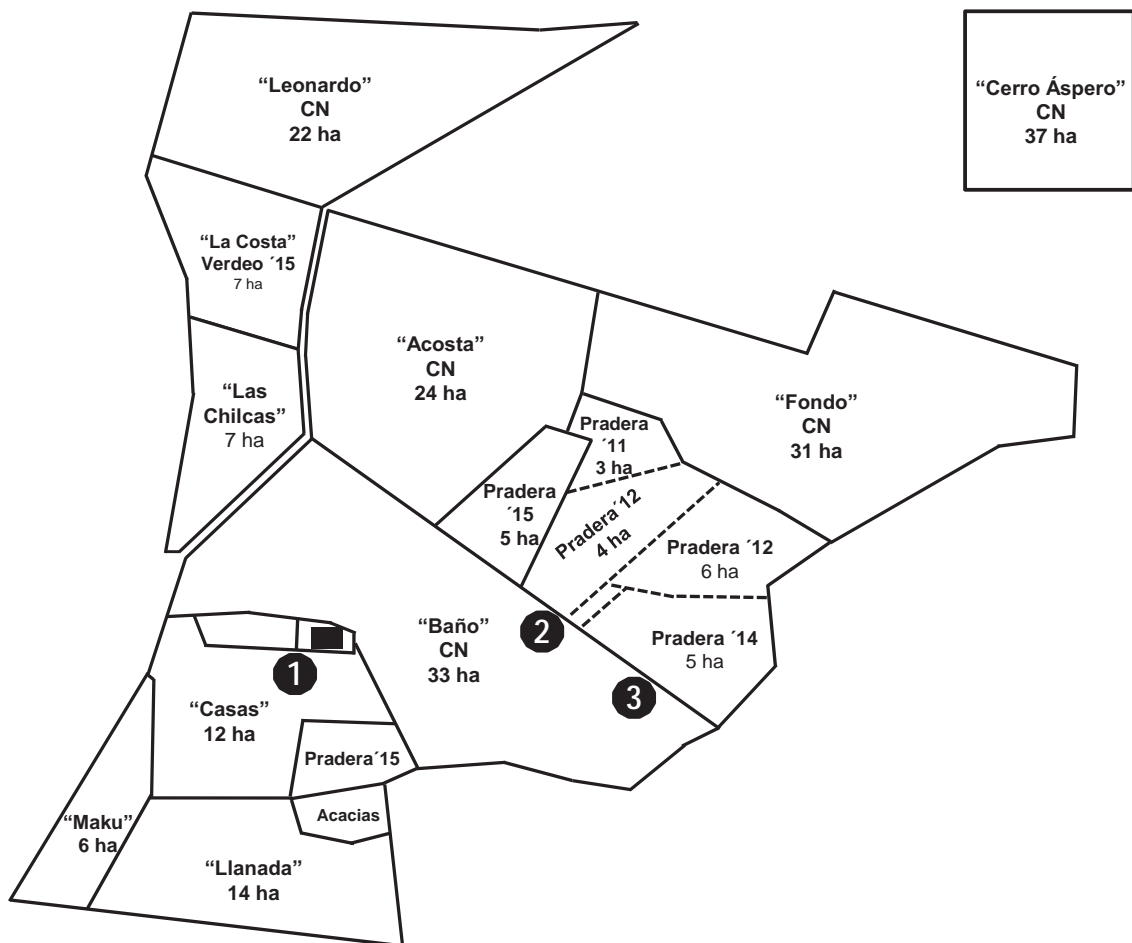 “Leonardo”
CN
22 ha
“Cerro Áspero”
CN
37 ha
“La Costa”
Verdeo ´15
7 ha
“Acosta”
CN
24 ha
“Las
Chilcas”
7 ha
“Fondo”
CN
31 ha
Pradera
´11
3 ha
Pradera
´15
5 ha
Pradera´12
4 ha
Pradera ´12
6 ha
Pradera ´14
5 ha
“Baño”
CN
33 ha
2
3
1
“Casas”
12 ha
Pradera´15
Acacias
“Maku”
6 ha
“Llanada”
14 ha